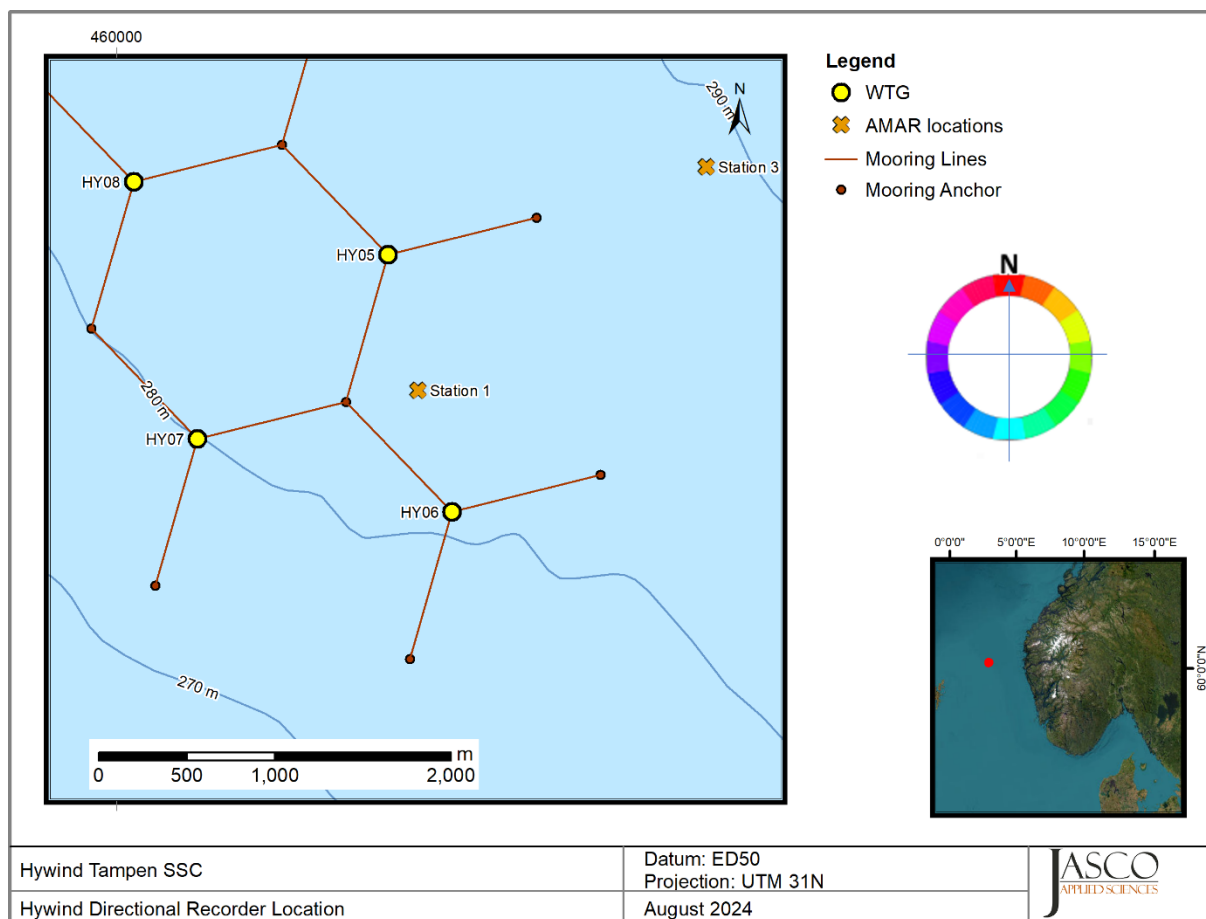 460000
290 m
N
Station 3
HY08
HY05
Station 1
280 m
HY07
HY06
270 m
m
0 500 1,000 2,000
Legend
WTG
AMAR locations
Mooring Lines
Mooring Anchor
N
0°0'0" 5°0'0"E 10°0'0"E 15°0'0"E
60°0'0"N
Hywind Tampen SSC
Datum: ED50
Projection: UTM 31N
Hywind Directional Recorder Location
August 2024
JASCO
APPLIED SCIENCES